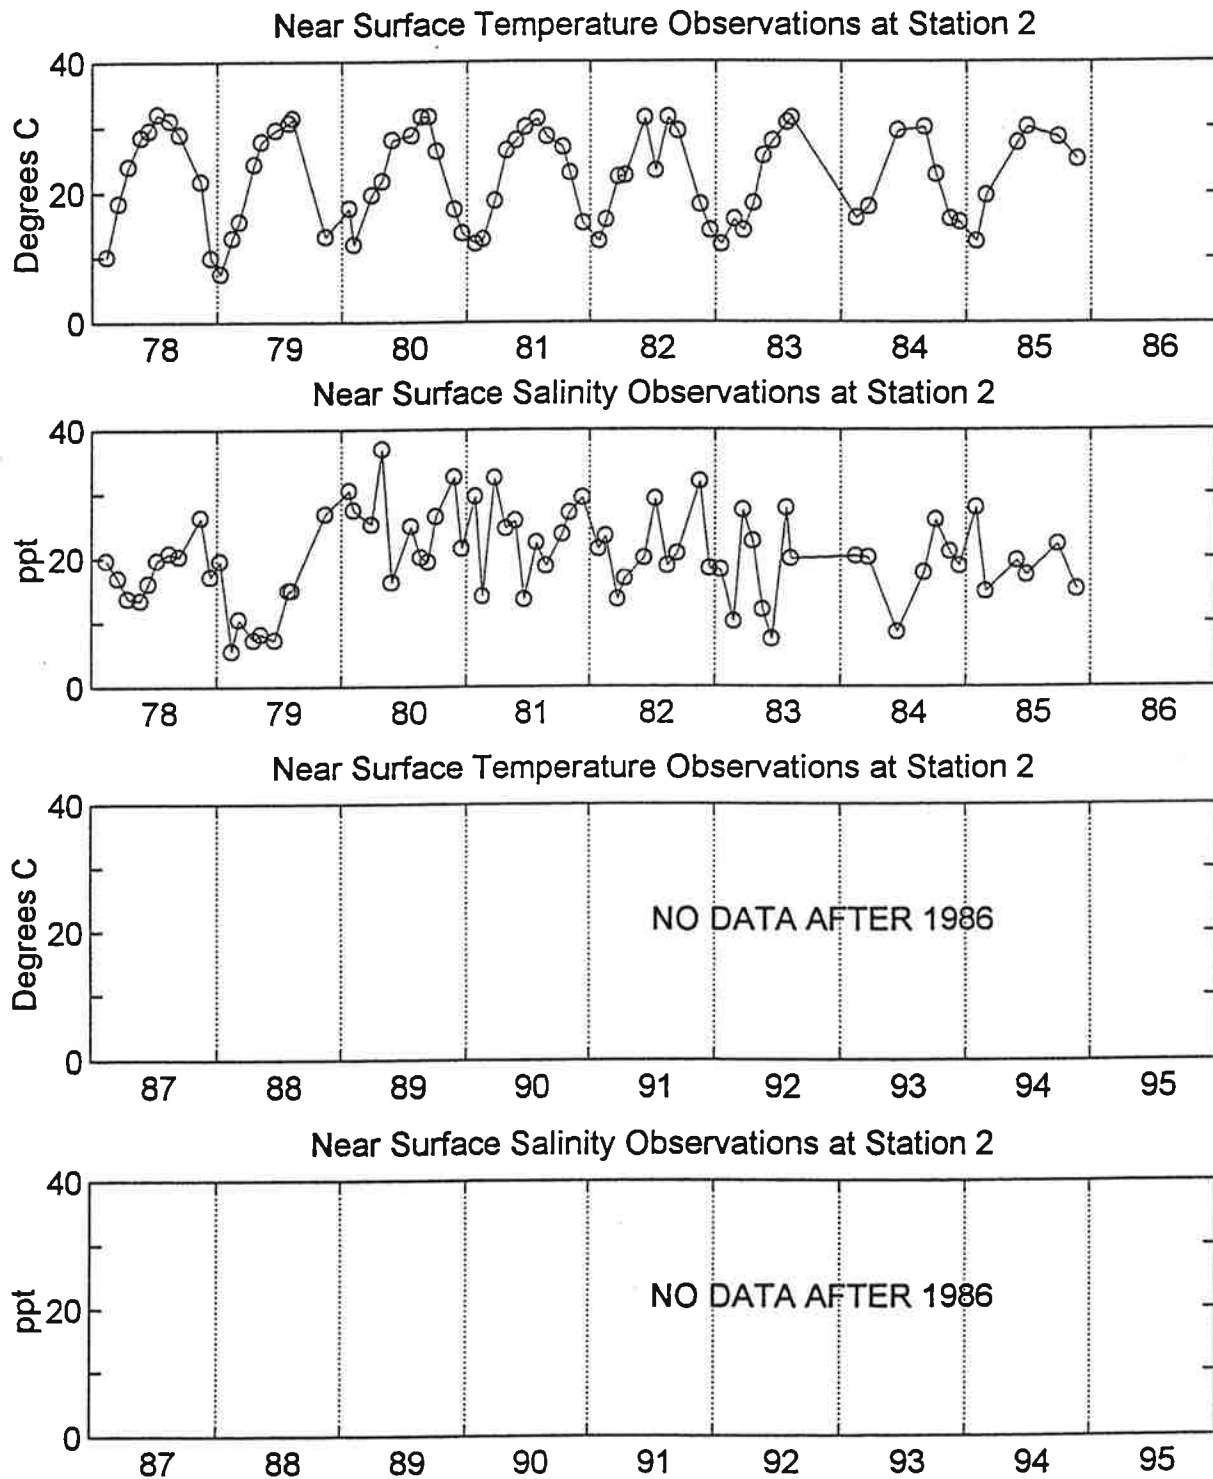 Near Surface Temperature Observations at Station 2
40
20
0
Degrees C
78 79 80 81 82 83 84 85 86
Near Surface Salinity Observations at Station 2
40
20
0
ppt
78 79 80 81 82 83 84 85 86
Near Surface Temperature Observations at Station 2
40
20
0
Degrees C
NO DATA AFTER 1986
87 88 89 90 91 92 93 94 95
Near Surface Salinity Observations at Station 2
40
20
0
ppt
NO DATA AFTER 1986
87 88 89 90 91 92 93 94 95